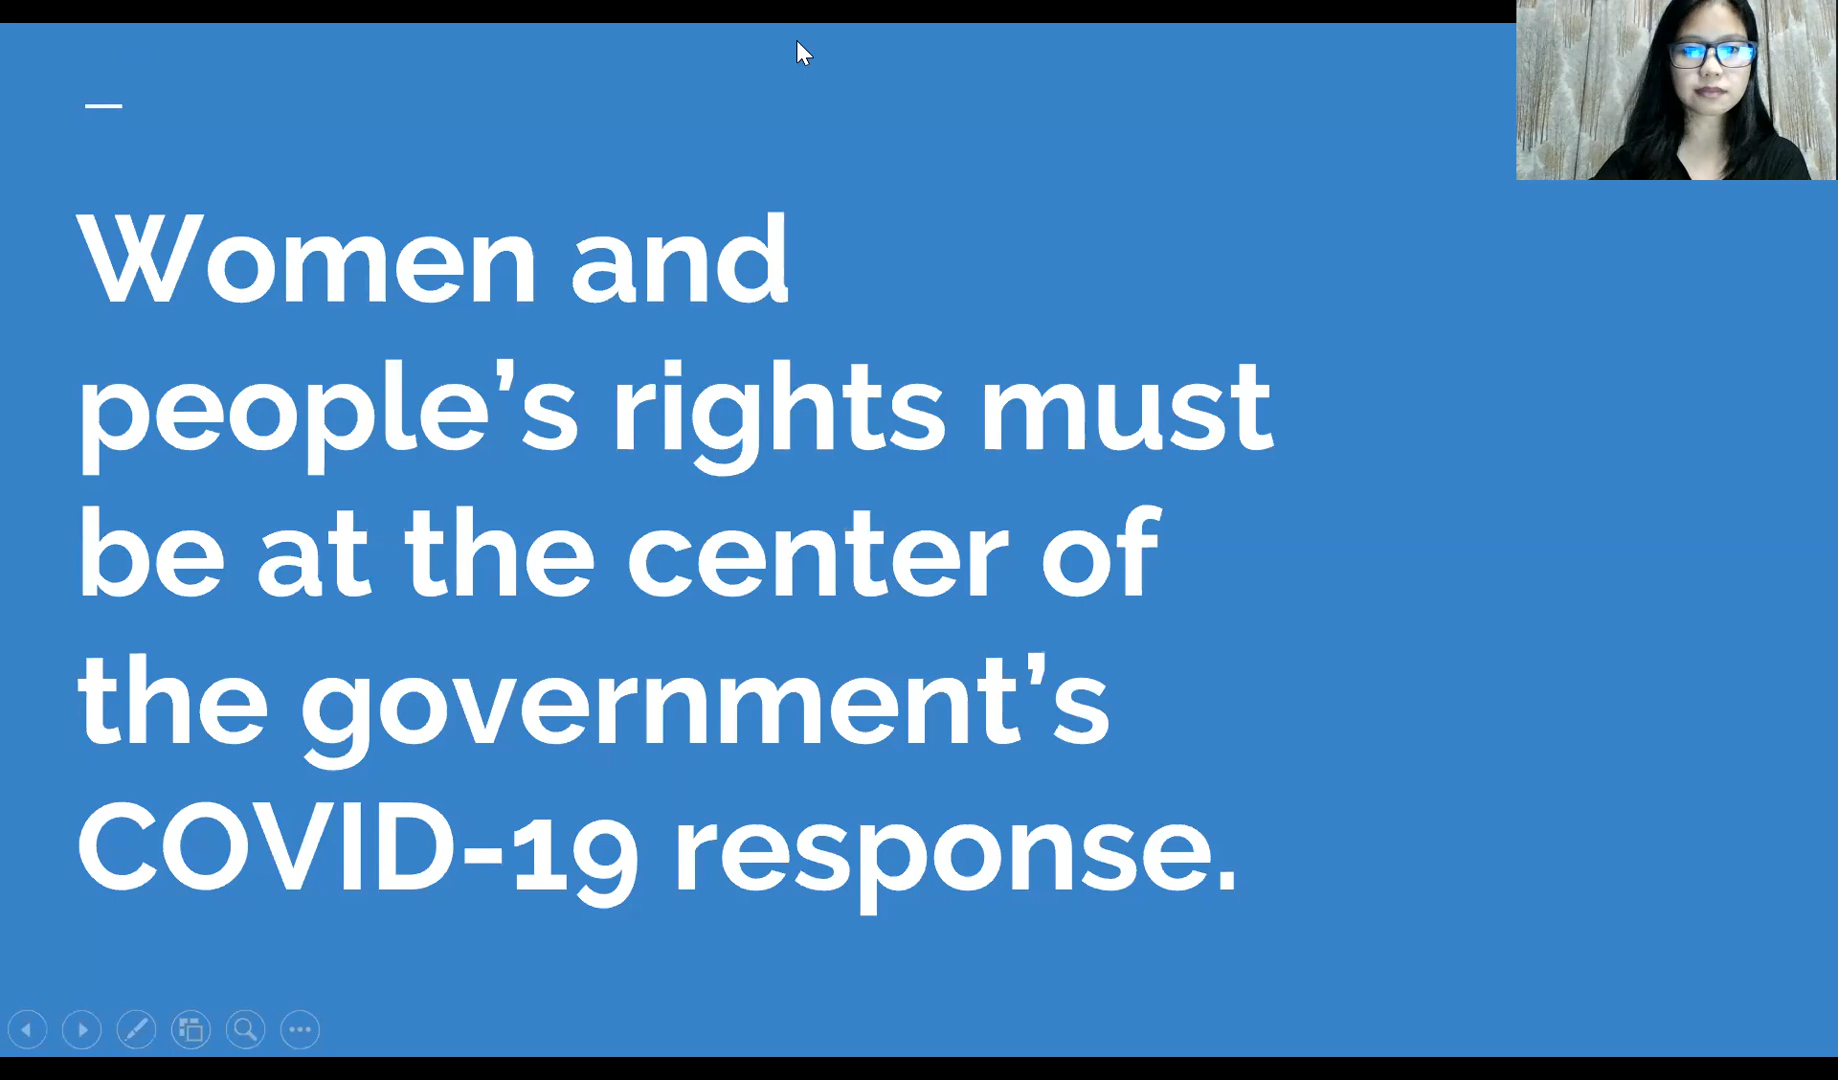 Women and
people’s rights must
be at the center of
the government’s
COVID-19 response.